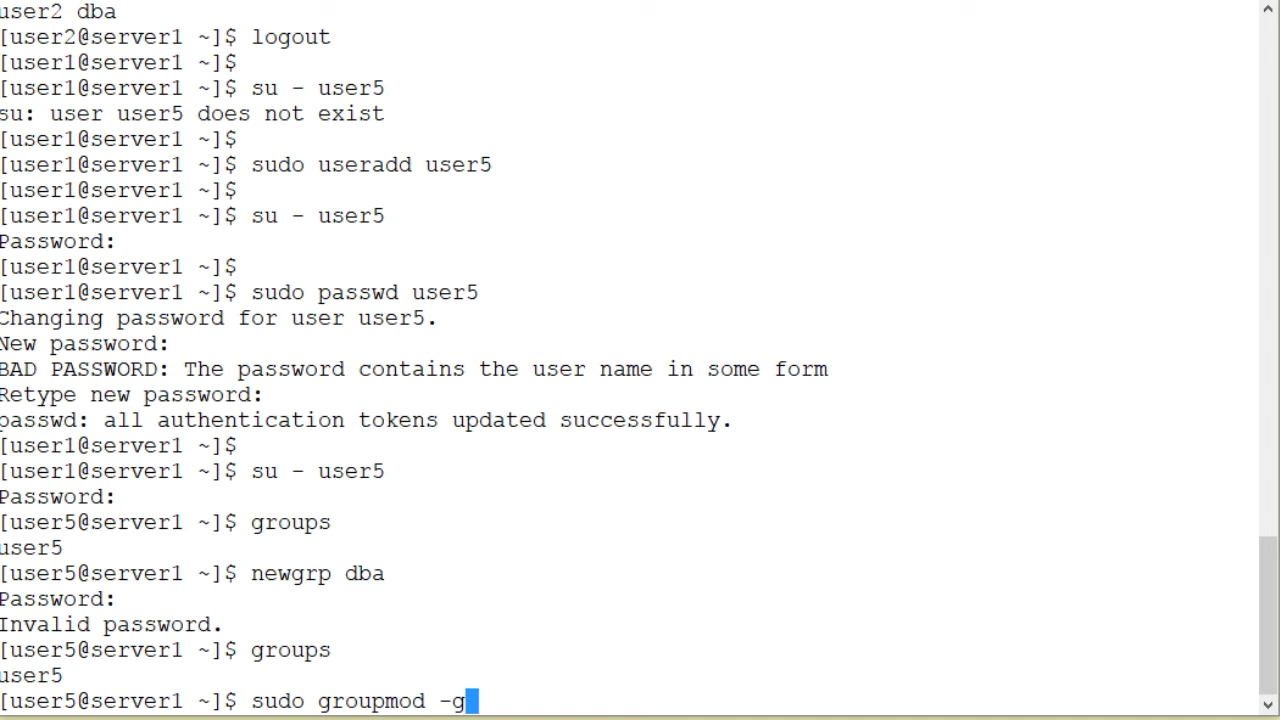 user2 dba
[user2@server1 ~]$ logout
[user1@server1 ~]$
[user1@server1 ~]$ su - user5
su: user user5 does not exist
[user1@server1 ~]$
[user1@server1 ~]$ sudo useradd user5
[user1@server1 ~]$
[user1@server1 ~]$ su - user5
Password:
[user1@server1 ~]$
[user1@server1 ~]$ sudo passwd user5
Changing password for user user5.
New password:
BAD PASSWORD: The password contains the user name in some form
Retype new password:
passwd: all authentication tokens updated successfully.
[user1@server1 ~]$
[user1@server1 ~]$ su - user5
Password:
[user5@server1 ~]$ groups
user5
[user5@server1 ~]$ newgrp dba
Password:
Invalid password.
[user5@server1 ~]$ groups
user5
[user5@server1 ~]$ sudo groupmod -g